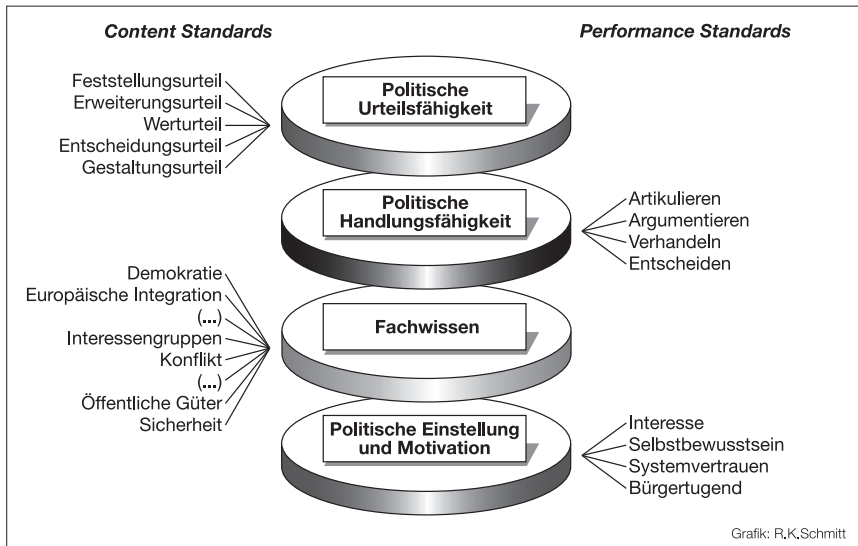 Content Standards
Performance Standards
Feststellungsurteil
Erweiterungsurteil
Werturteil
Entscheidungsurteil
Gestaltungsurteil
Politische
Urteilsfähigkeit
Politische
Handlungsfähigkeit
Artikulieren
Argumentieren
Verhandeln
Entscheiden
Demokratie
Europäische Integration
(...)
Interessengruppen
Konflikt
(...)
Öffentliche Güter
Sicherheit
Fachwissen
Politische Einstellung
und Motivation
Interesse
Selbstbewusstsein
Systemvertrauen
Bürgertugend
Grafik: R.K.Schmitt